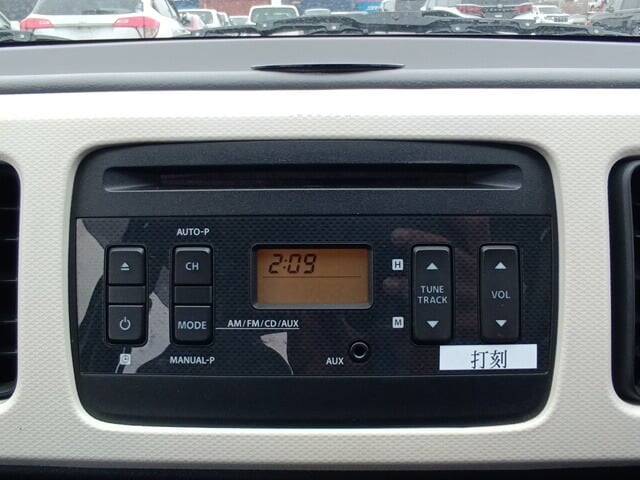 AUTO-P
CH
2:09
H
TUNE
TRACK
VOL
MODE
AM/FM/CD/AUX
M
MANUAL-P
AUX
打刻